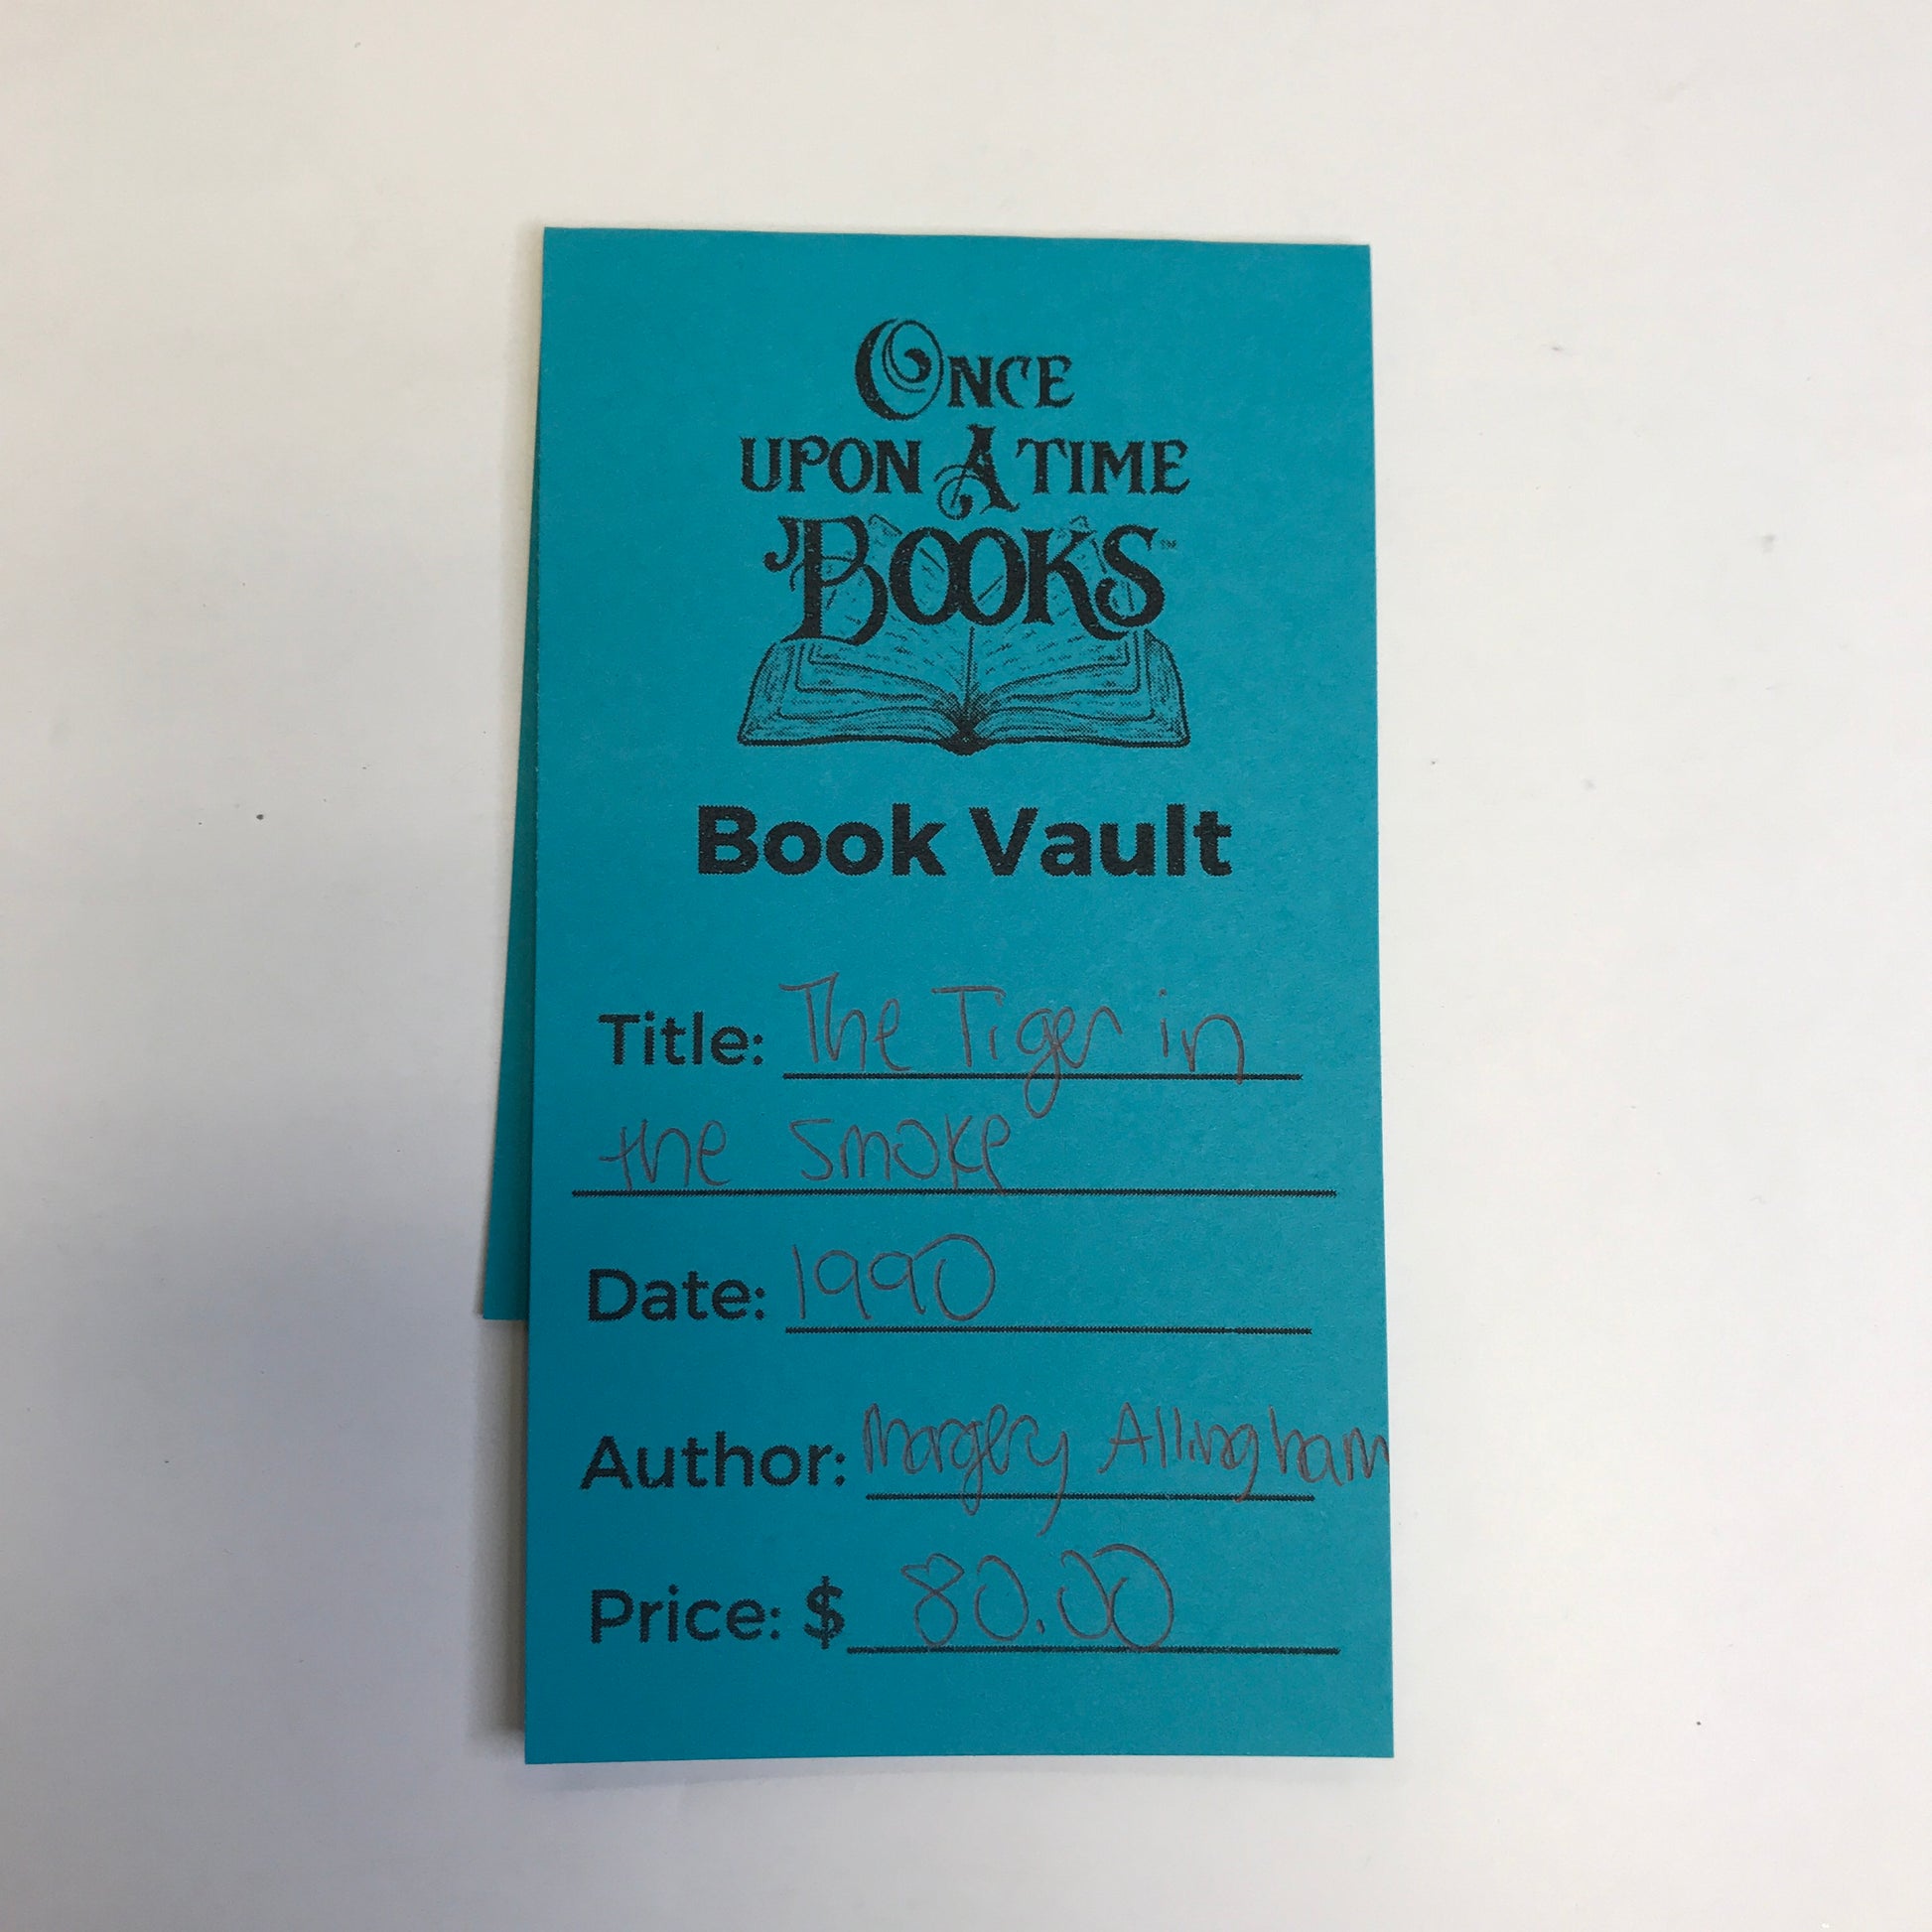 Once
upon A time
Books™
Book Vault
Title: The Tiger in
the smoke
Date: 1990
Author: Margery Allingham
Price: $ 80.00